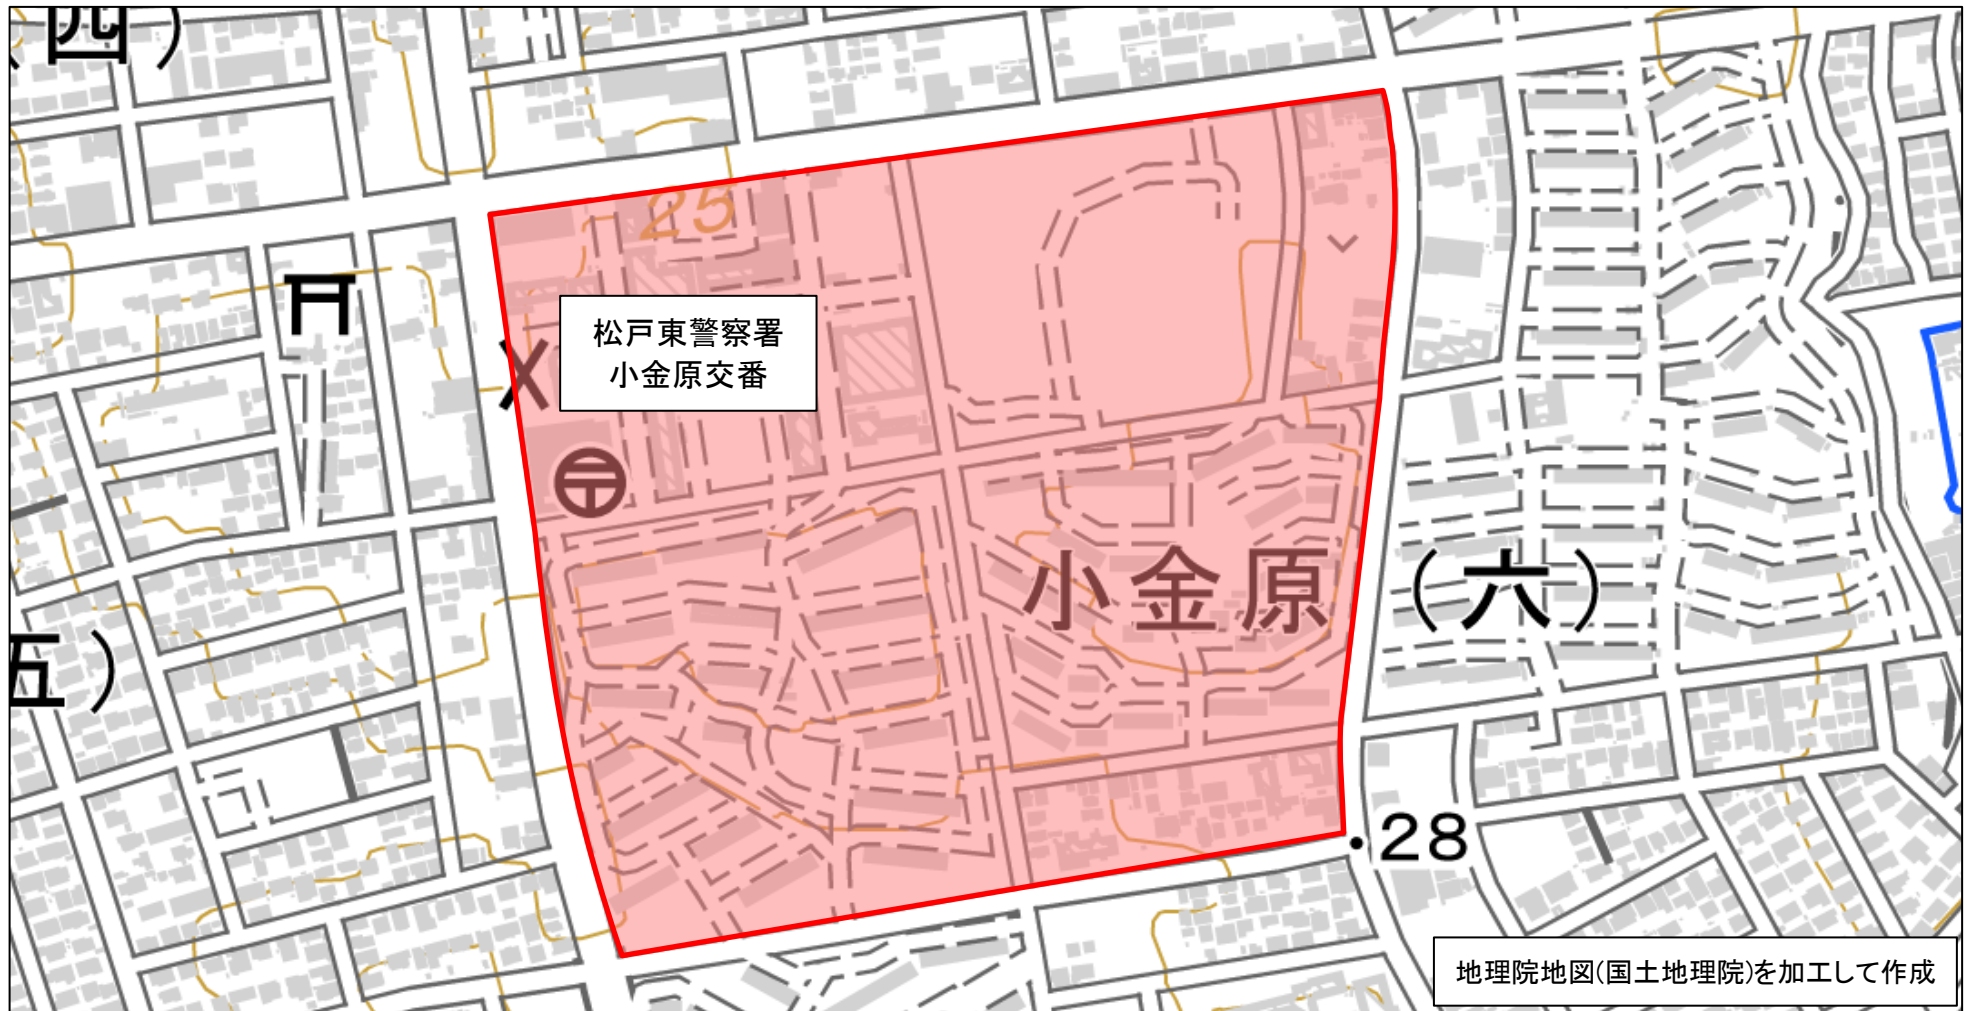 (四)
25
松戸東警察署
小金原交番
小金原(六)
五)
28
地理院地図(国土地理院)を加工して作成